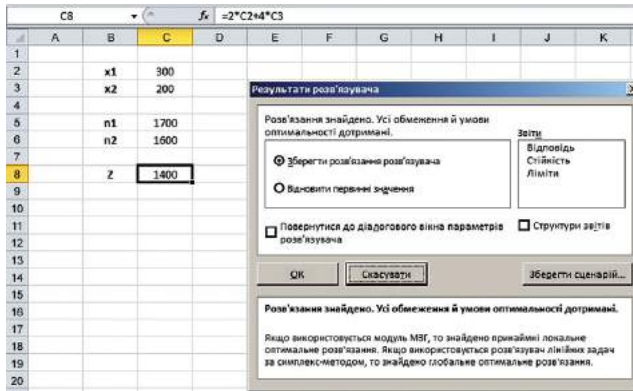 C8 fx =2*C2+4*C3
A B C D E F G H I J K
1
2 x1 300
3 x2 200
4
5 n1 1700
6 n2 1600
7
8 Z 1400
9
10
11
12
13
14
15
16
17
18
19
20
Результати розв'язувача
Розв'язання знайдено. Усі обмеження й умови
оптимальності дотримані.
Звіти
Відповідь
Стійкість
Ліміти
Зберегти розв'язання розв'язувача
Відновити первинні значення
Повернутися до діалогового вікна параметрів
розв'язувача
Структури звітів
ОК Скасувати Зберегти сценарій...
Розв'язання знайдено. Усі обмеження й умови оптимальності дотримані.
Якщо використовується модуль МЗГ, то знайдено принаймні локальне
оптимальне розв'язання. Якщо використовується розв'язувач лінійних задач
за симплекс-методом, то знайдено глобальне оптимальне розв'язання.